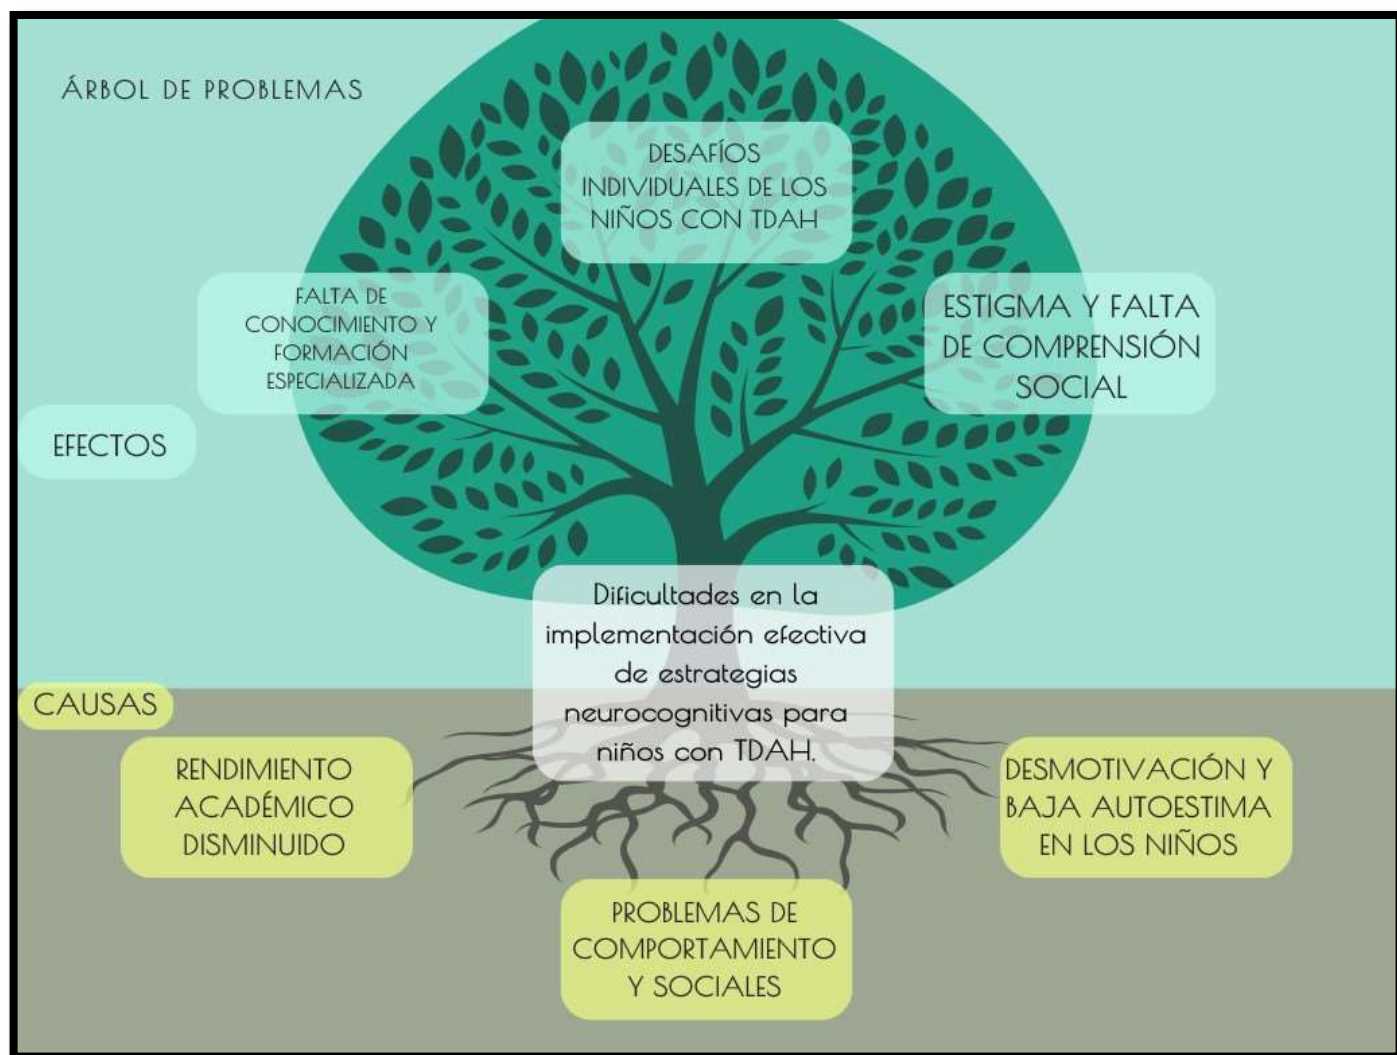 ÁRBOL DE PROBLEMAS
DESAFÍOS
INDIVIDUALES DE LOS
NIÑOS CON TDAH
FALTA DE
CONOCIMIENTO Y
FORMACIÓN
ESPECIALIZADA
ESTIGMA Y FALTA
DE COMPRENSIÓN
SOCIAL
EFECTOS
Dificultades en la
implementación efectiva
de estrategias
neurocognitivas para
niños con TDAH.
CAUSAS
RENDIMIENTO
ACADÉMICO
DISMINUIDO
DESMOTIVACIÓN Y
BAJA AUTOESTIMA
EN LOS NIÑOS
PROBLEMAS DE
COMPORTAMIENTO
Y SOCIALES